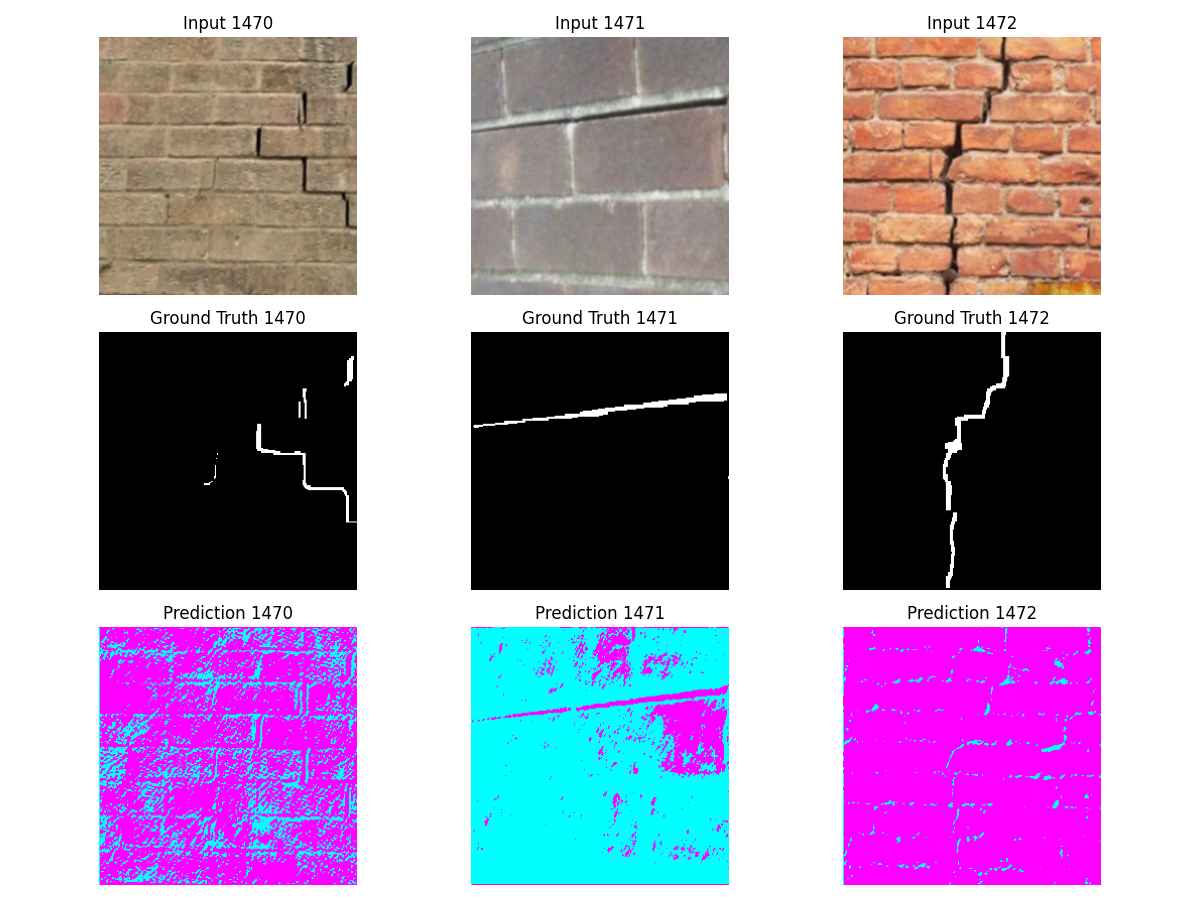 Input 1470
Input 1471
Input 1472
Ground Truth 1470
Ground Truth 1471
Ground Truth 1472
Prediction 1470
Prediction 1471
Prediction 1472